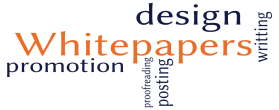 design
Whitepapers
promotion
proofreading
posting
writting